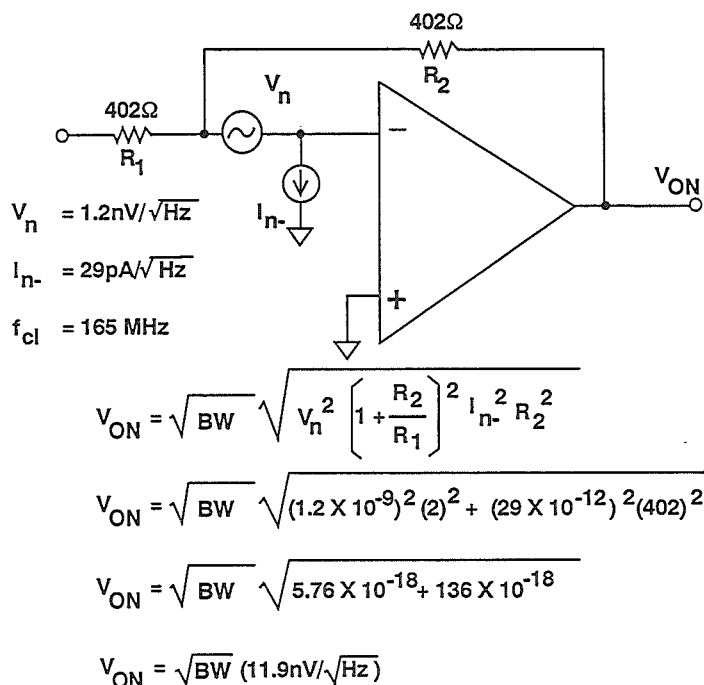 402Ω
R2
Vn
402Ω
R1
−
In-
VON
+
Vn = 1.2nV/√Hz
In- = 29pA/√Hz
fcl = 165 MHz
VON = √BW √Vn² (1 + R2/R1)² In-² R2²
VON = √BW √(1.2 X 10⁻⁹)² (2)² + (29 X 10⁻¹²)² (402)²
VON = √BW √5.76 X 10⁻¹⁸ + 136 X 10⁻¹⁸
VON = √BW (11.9nV/√Hz)